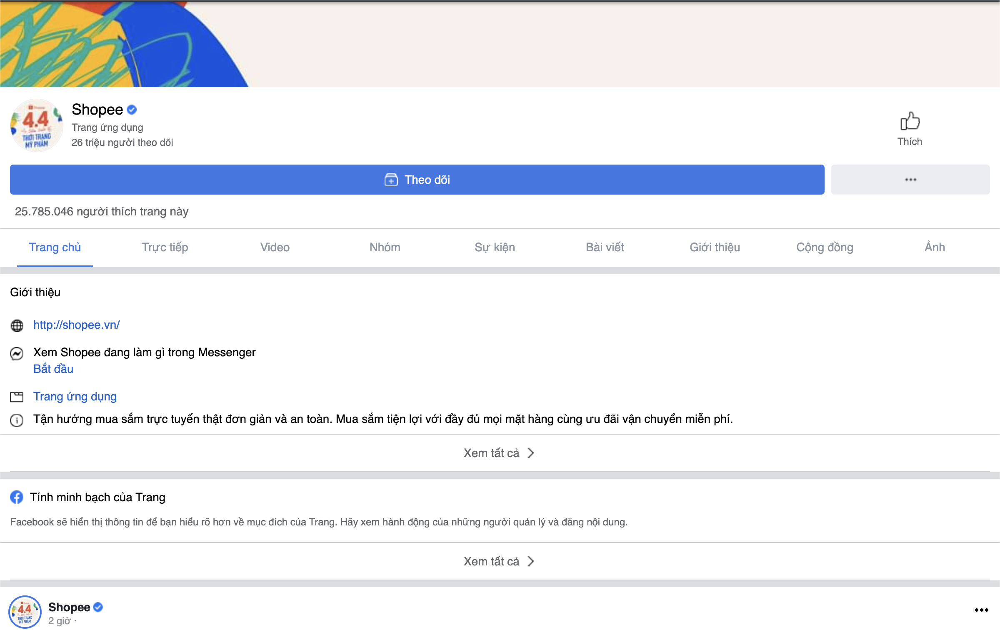 4.4
THỜI TRANG
MỸ PHẨM
Shopee
Trang ứng dụng
26 triệu người theo dõi
Thích
Theo dõi
25.785.046 người thích trang này
Trang chủ Trực tiếp Video Nhóm Sự kiện Bài viết Giới thiệu Cộng đồng Ảnh
Giới thiệu
http://shopee.vn/
Xem Shopee đang làm gì trong Messenger
Bắt đầu
Trang ứng dụng
Tận hưởng mua sắm trực tuyến thật đơn giản và an toàn. Mua sắm tiện lợi với đầy đủ mọi mặt hàng cùng ưu đãi vận chuyển miễn phí.
Xem tất cả
Tính minh bạch của Trang
Facebook sẽ hiển thị thông tin để bạn hiểu rõ hơn về mục đích của Trang. Hãy xem hành động của những người quản lý và đăng nội dung.
Xem tất cả
4.4
THỜI TRANG
MỸ PHẨM
Shopee
2 giờ ·